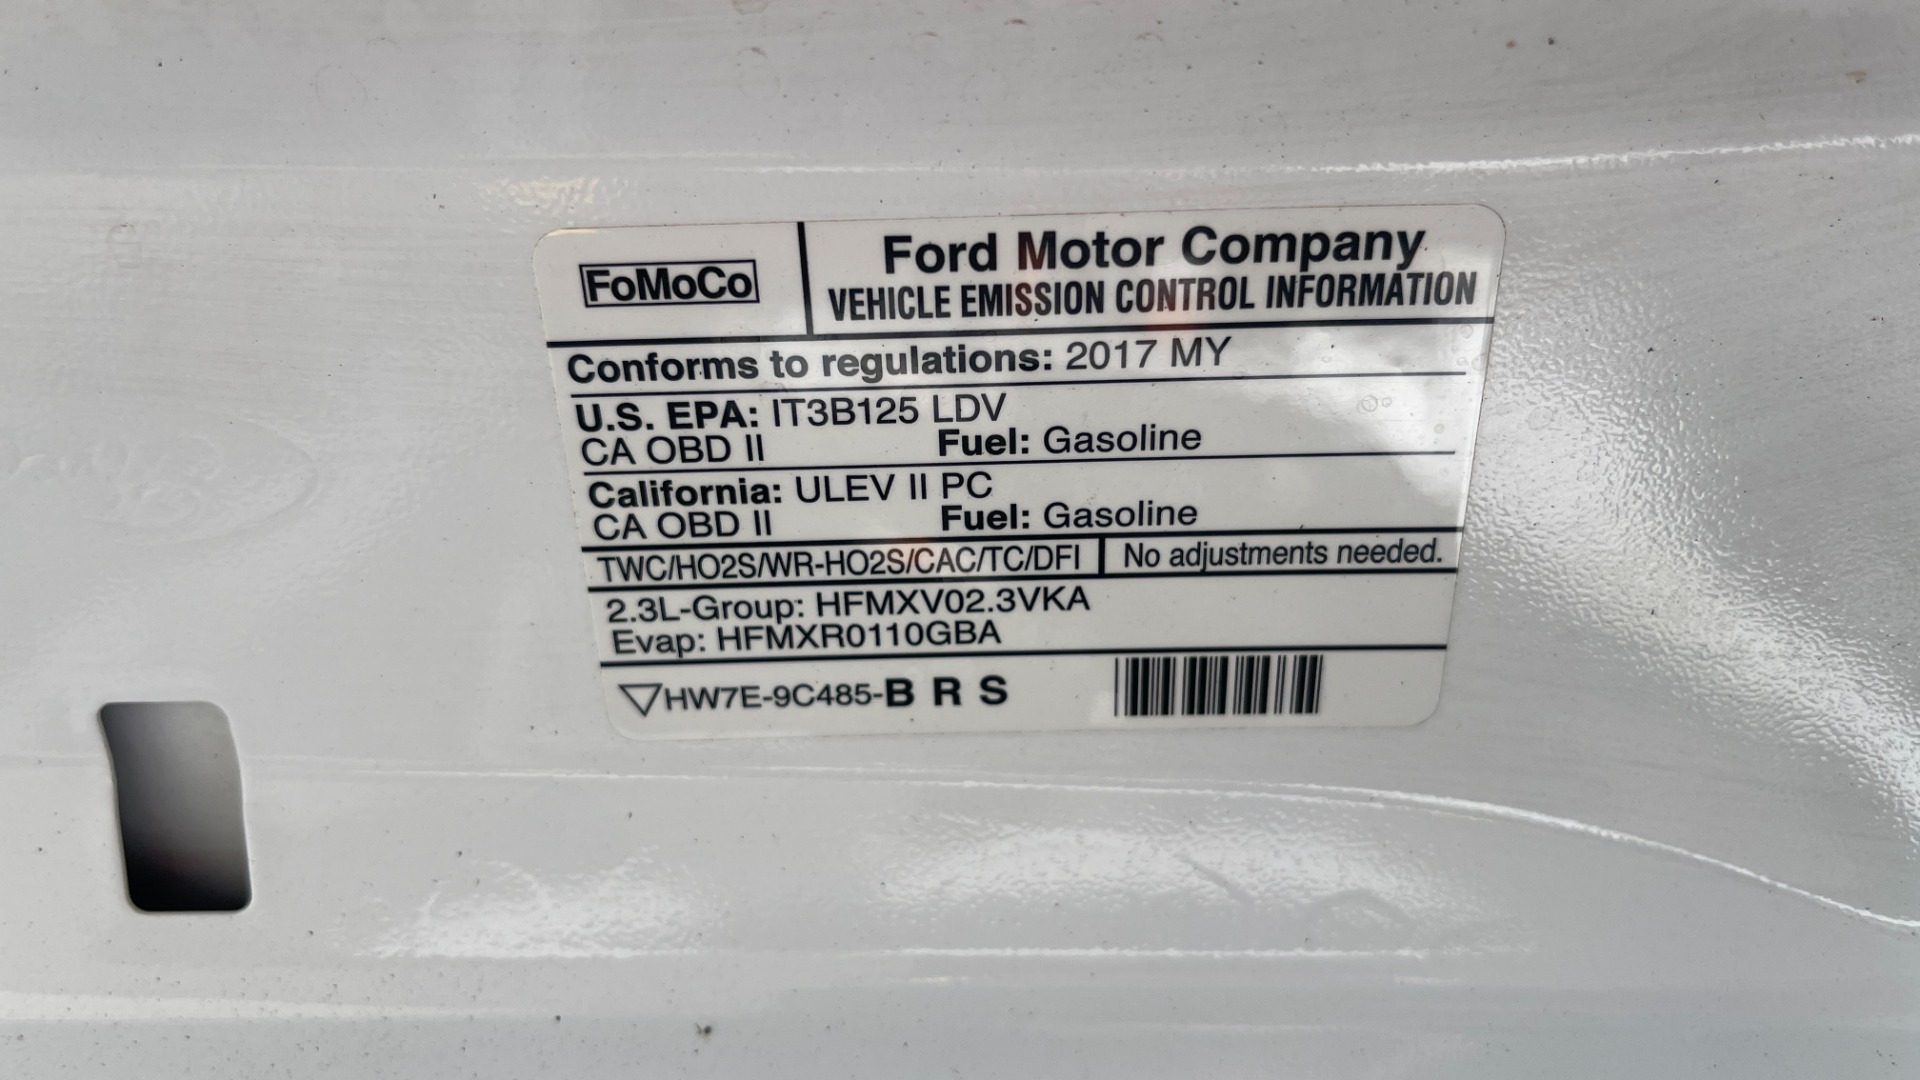 FoMoCo
Ford Motor Company
VEHICLE EMISSION CONTROL INFORMATION
Conforms to regulations: 2017 MY
U.S. EPA: IT3B125 LDV
CA OBD II Fuel: Gasoline
California: ULEV II PC
CA OBD II Fuel: Gasoline
TWC/HO2S/WR-HO2S/CAC/TC/DFI No adjustments needed.
2.3L-Group: HFMXV02.3VKA
Evap: HFMXR0110GBA
HW7E-9C485-B R S